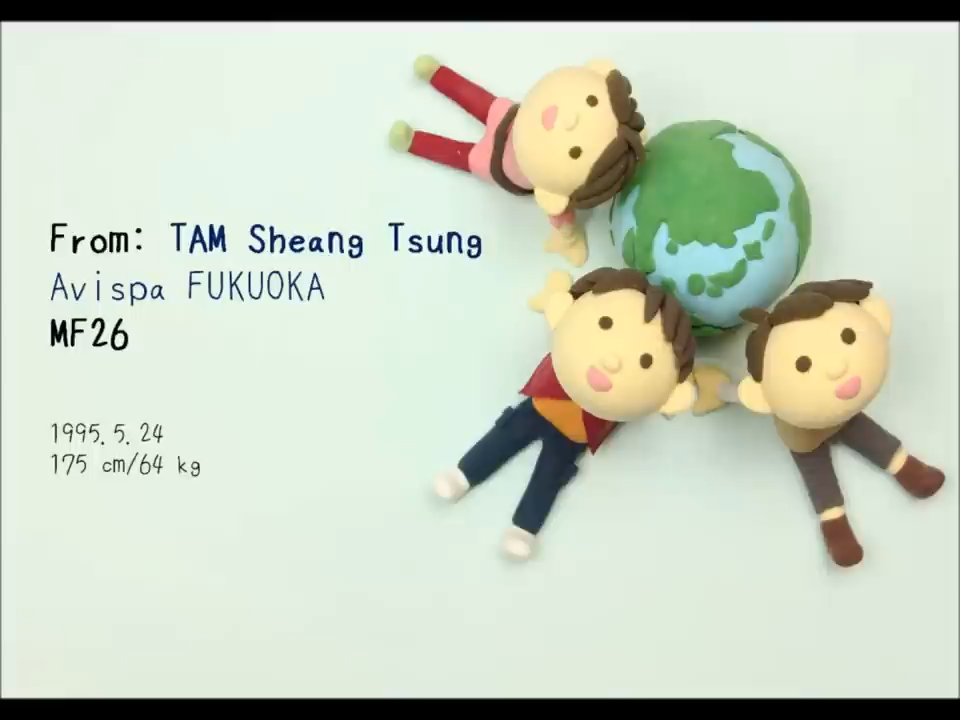 From: TAM Sheang Tsung
Avispa FUKUOKA
MF26
1995.5.24
175 cm/64 kg